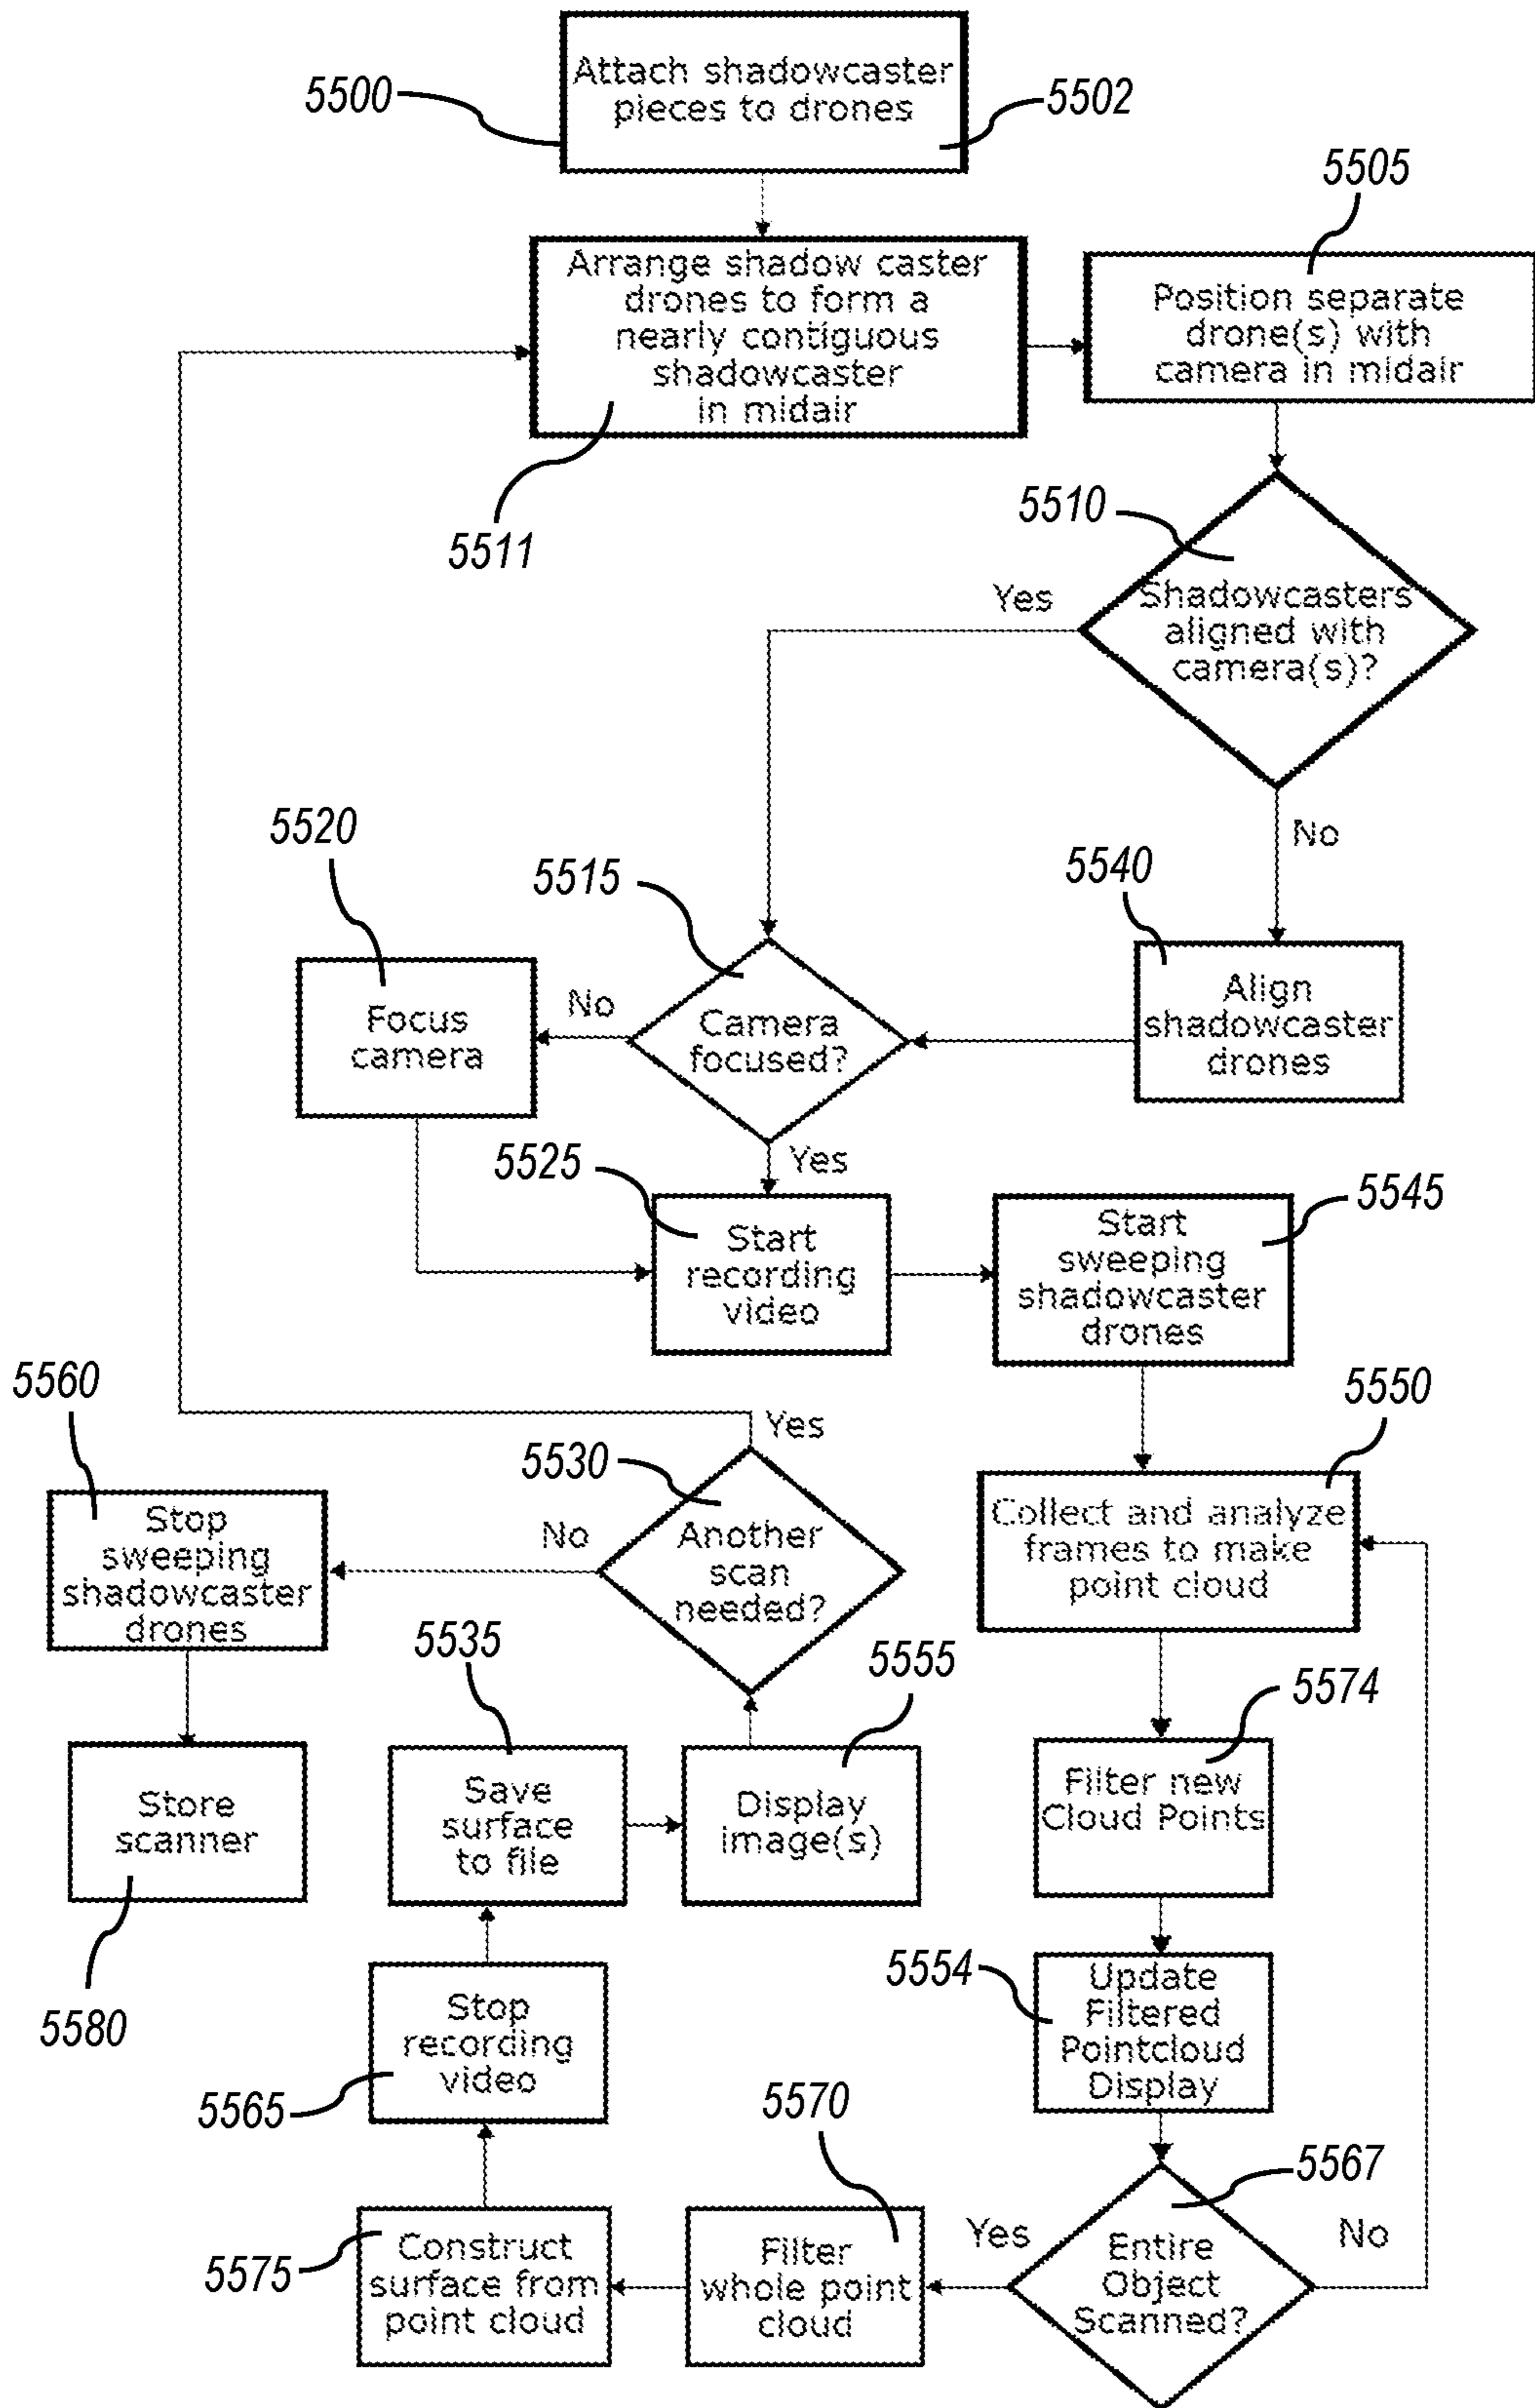 5500
Attach shadowcaster
pieces to drones
5502
5505
Arrange shadow caster
drones to form a
nearly contiguous
shadowcaster
in midair
5511
Position separate
drone(s) with
camera in midair
5510
Shadowcasters
aligned with
camera(s)?
Yes
No
5540
Align
shadowcaster
drones
5515
Camera
focused?
No
Yes
5520
Focus
camera
5525
Start
recording
video
5545
Start
sweeping
shadowcaster
drones
5550
Collect and analyze
frames to make
point cloud
5560
Stop
sweeping
shadowcaster
drones
Yes
5530
Another
scan
needed?
No
5535
Save
surface
to file
5555
Display
image(s)
5574
Filter new
Cloud Points
Store
scanner
5580
5554
Update
Filtered
Pointcloud
Display
Stop
recording
video
5565
5570
Filter
whole point
cloud
5567
Entire
Object
Scanned?
Yes
No
5575
Construct
surface from
point cloud